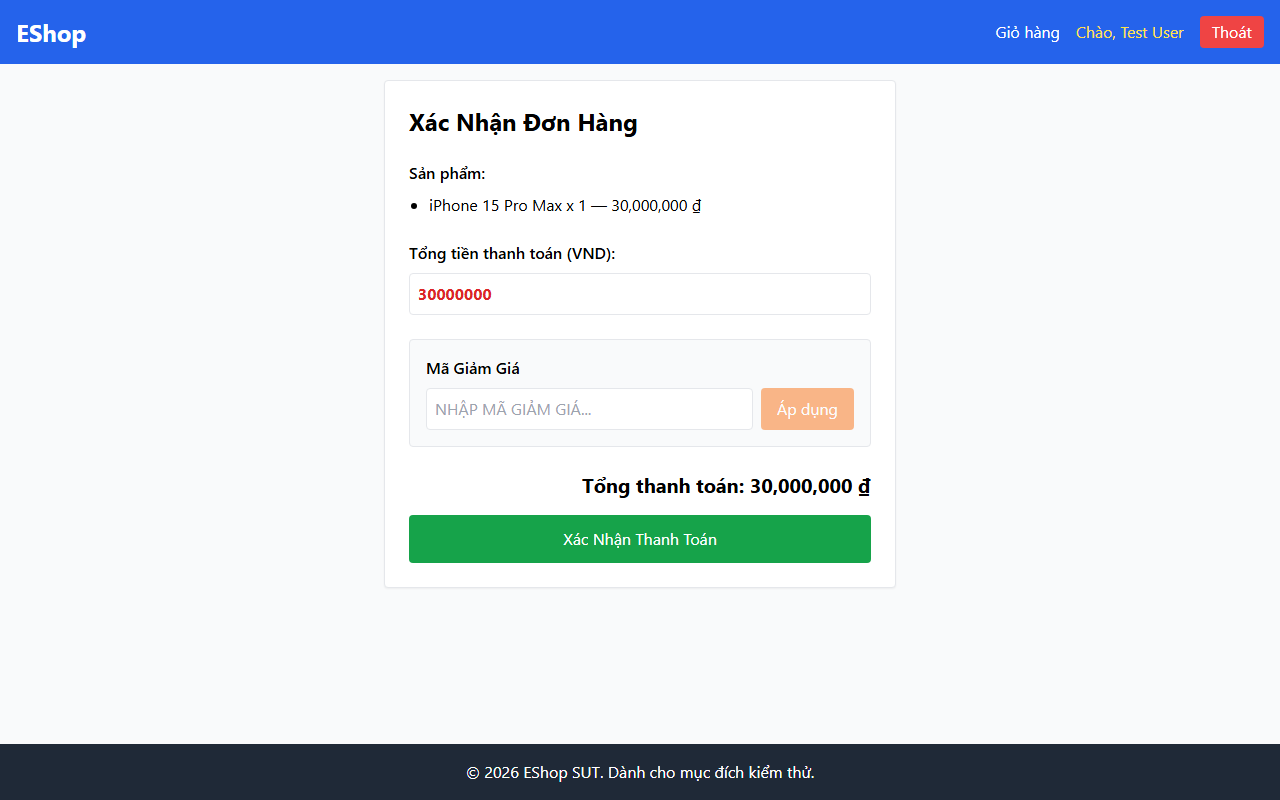 EShop
Giỏ hàng
Chào, Test User
Thoát
Xác Nhận Đơn Hàng
Sản phẩm:
iPhone 15 Pro Max x 1 — 30,000,000 ₫
Tổng tiền thanh toán (VND):
30000000
Mã Giảm Giá
NHẬP MÃ GIẢM GIÁ...
Áp dụng
Tổng thanh toán: 30,000,000 ₫
Xác Nhận Thanh Toán
© 2026 EShop SUT. Dành cho mục đích kiểm thử.